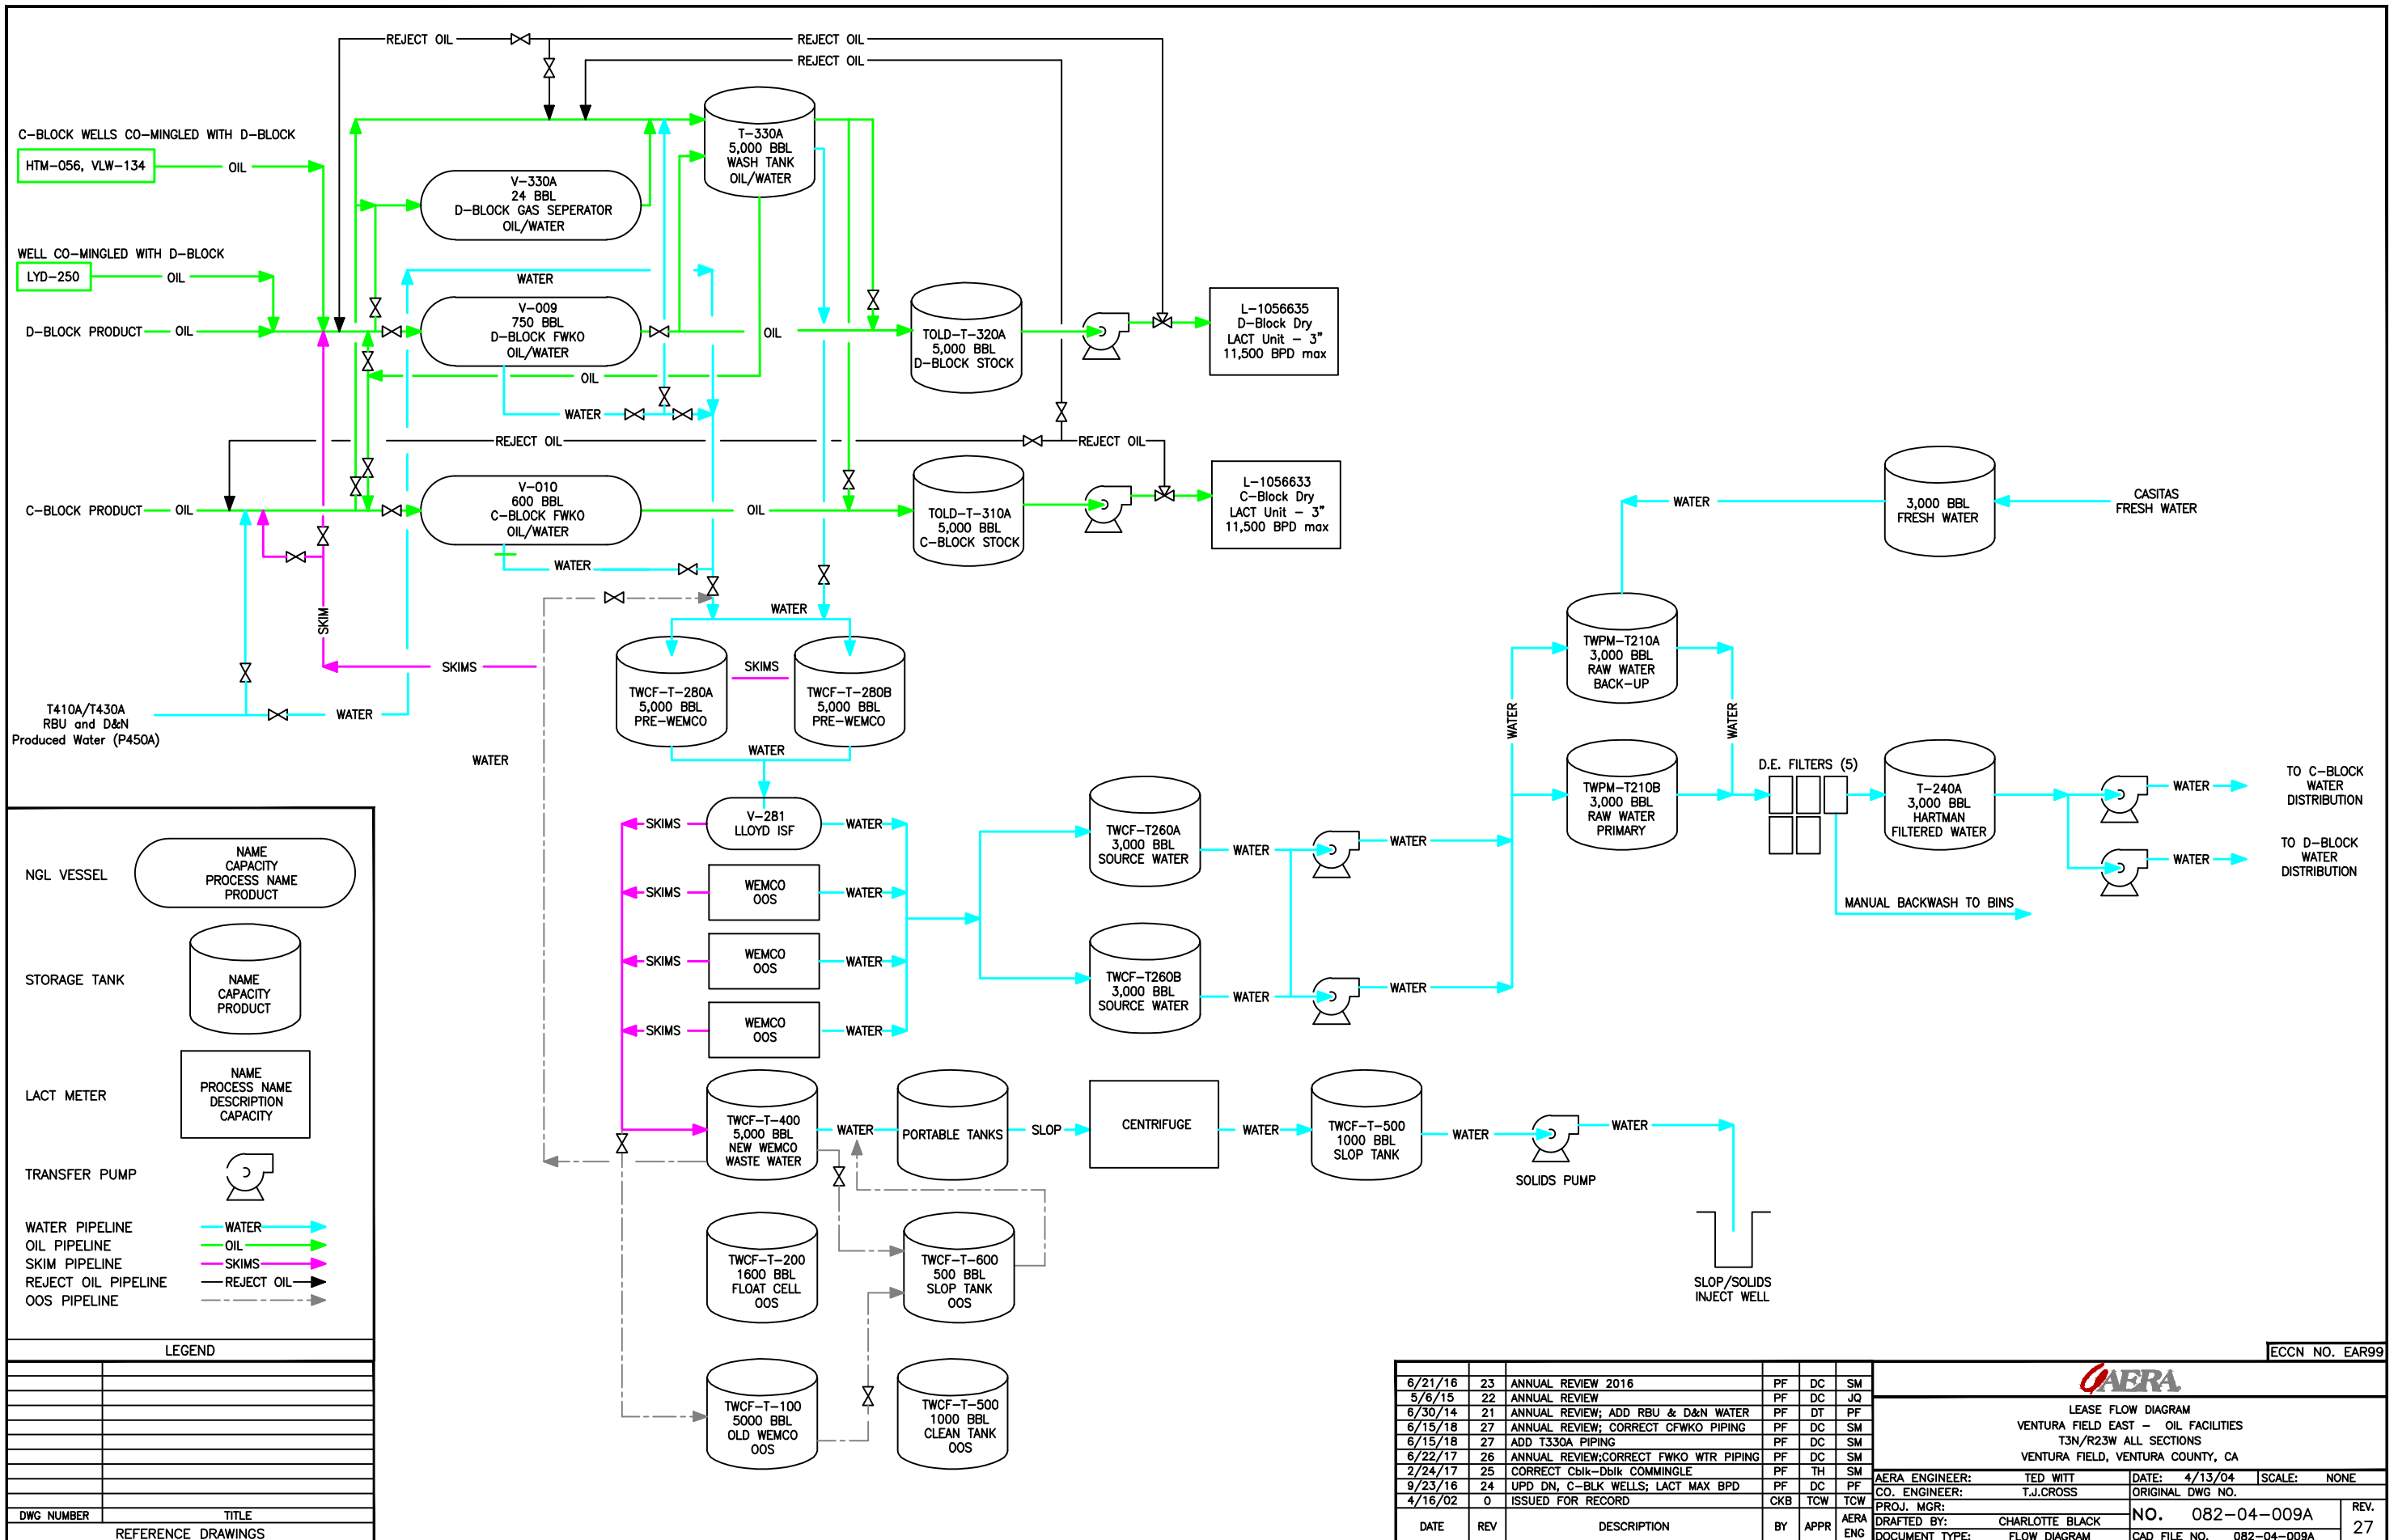 REJECT OIL
REJECT OIL
REJECT OIL
C-BLOCK WELLS CO-MINGLED WITH D-BLOCK
HTM-056, VLW-134
OIL
T-330A
5,000 BBL
WASH TANK
OIL/WATER
V-330A
24 BBL
D-BLOCK GAS SEPERATOR
OIL/WATER
WELL CO-MINGLED WITH D-BLOCK
LYD-250
OIL
WATER
V-009
750 BBL
D-BLOCK FWKO
OIL/WATER
D-BLOCK PRODUCT
OIL
OIL
TOLD-T-320A
5,000 BBL
D-BLOCK STOCK
L-1056635
D-Block Dry
LACT Unit - 3"
11,500 BPD max
OIL
WATER
REJECT OIL
REJECT OIL
V-010
600 BBL
C-BLOCK FWKO
OIL/WATER
C-BLOCK PRODUCT
OIL
OIL
TOLD-T-310A
5,000 BBL
C-BLOCK STOCK
L-1056633
C-Block Dry
LACT Unit - 3"
11,500 BPD max
WATER
3,000 BBL
FRESH WATER
WATER
CASITAS
FRESH WATER
SKIM
WATER
SKIMS
SKIMS
TWCF-T-280A
5,000 BBL
PRE-WEMCO
TWCF-T-280B
5,000 BBL
PRE-WEMCO
T410A/T430A
RBU and D&N
Produced Water (P450A)
WATER
WATER
WATER
TWPM-T210A
3,000 BBL
RAW WATER
BACK-UP
WATER
WATER
TWPM-T210B
3,000 BBL
RAW WATER
PRIMARY
D.E. FILTERS (5)
T-240A
3,000 BBL
HARTMAN
FILTERED WATER
WATER
TO C-BLOCK
WATER
DISTRIBUTION
WATER
TO D-BLOCK
WATER
DISTRIBUTION
MANUAL BACKWASH TO BINS
V-281
LLOYD ISF
SKIMS
WATER
WEMCO
OOS
SKIMS
WATER
WEMCO
OOS
SKIMS
WATER
WEMCO
OOS
SKIMS
WATER
TWCF-T260A
3,000 BBL
SOURCE WATER
WATER
WATER
TWCF-T260B
3,000 BBL
SOURCE WATER
WATER
WATER
TWCF-T-400
5,000 BBL
NEW WEMCO
WASTE WATER
WATER
PORTABLE TANKS
SLOP
CENTRIFUGE
WATER
TWCF-T-500
1000 BBL
SLOP TANK
WATER
WATER
SOLIDS PUMP
SLOP/SOLIDS
INJECT WELL
TWCF-T-200
1600 BBL
FLOAT CELL
OOS
TWCF-T-600
500 BBL
SLOP TANK
OOS
TWCF-T-100
5000 BBL
OLD WEMCO
OOS
TWCF-T-500
1000 BBL
CLEAN TANK
OOS
NGL VESSEL
NAME
CAPACITY
PROCESS NAME
PRODUCT
STORAGE TANK
NAME
CAPACITY
PRODUCT
LACT METER
NAME
PROCESS NAME
DESCRIPTION
CAPACITY
TRANSFER PUMP
WATER PIPELINE WATER
OIL PIPELINE OIL
SKIM PIPELINE SKIMS
REJECT OIL PIPELINE REJECT OIL
OOS PIPELINE
LEGEND
DWG NUMBER TITLE
REFERENCE DRAWINGS
ECCN NO. EAR99
6/21/16 23 ANNUAL REVIEW 2016 PF DC SM
5/6/15 22 ANNUAL REVIEW PF DC JQ
6/30/14 21 ANNUAL REVIEW; ADD RBU & D&N WATER PF DT PF
6/15/18 27 ANNUAL REVIEW; CORRECT CFWKO PIPING PF DC SM
6/15/18 27 ADD T330A PIPING PF DC SM
6/22/17 26 ANNUAL REVIEW;CORRECT FWKO WTR PIPING PF DC SM
2/24/17 25 CORRECT Cblk-Dblk COMMINGLE PF TH SM
9/23/16 24 UPD DN, C-BLK WELLS; LACT MAX BPD PF DC PF
4/16/02 0 ISSUED FOR RECORD CKB TCW TCW
DATE REV DESCRIPTION BY APPR AERA ENG
AERA
LEASE FLOW DIAGRAM
VENTURA FIELD EAST - OIL FACILITIES
T3N/R23W ALL SECTIONS
VENTURA FIELD, VENTURA COUNTY, CA
AERA ENGINEER: TED WITT DATE: 4/13/04 SCALE: NONE
CO. ENGINEER: T.J.CROSS ORIGINAL DWG NO.
PROJ. MGR:
DRAFTED BY: CHARLOTTE BLACK
NO. 082-04-009A
REV.
27
DOCUMENT TYPE: FLOW DIAGRAM CAD FILE NO. 082-04-009A